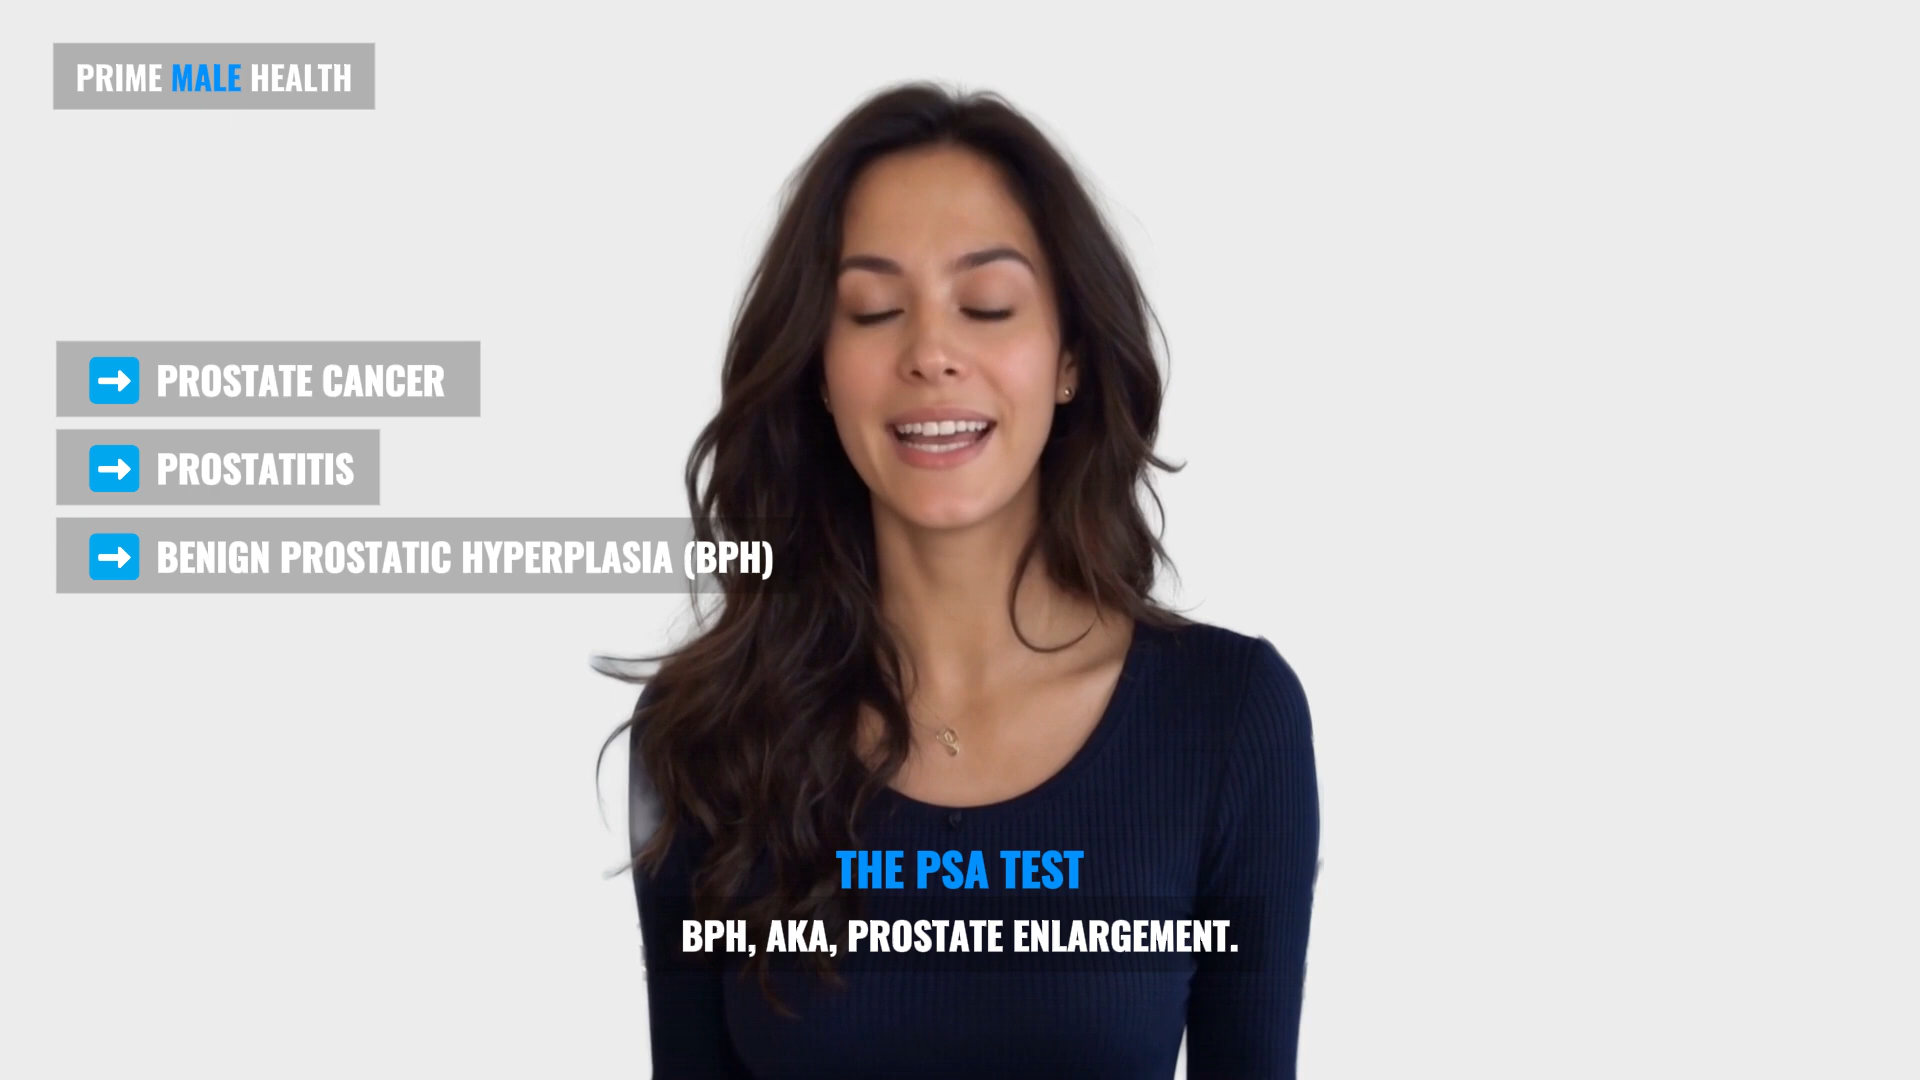 PRIME MALE HEALTH
PROSTATE CANCER
PROSTATITIS
BENIGN PROSTATIC HYPERPLASIA (BPH)
THE PSA TEST
BPH, AKA, PROSTATE ENLARGEMENT.